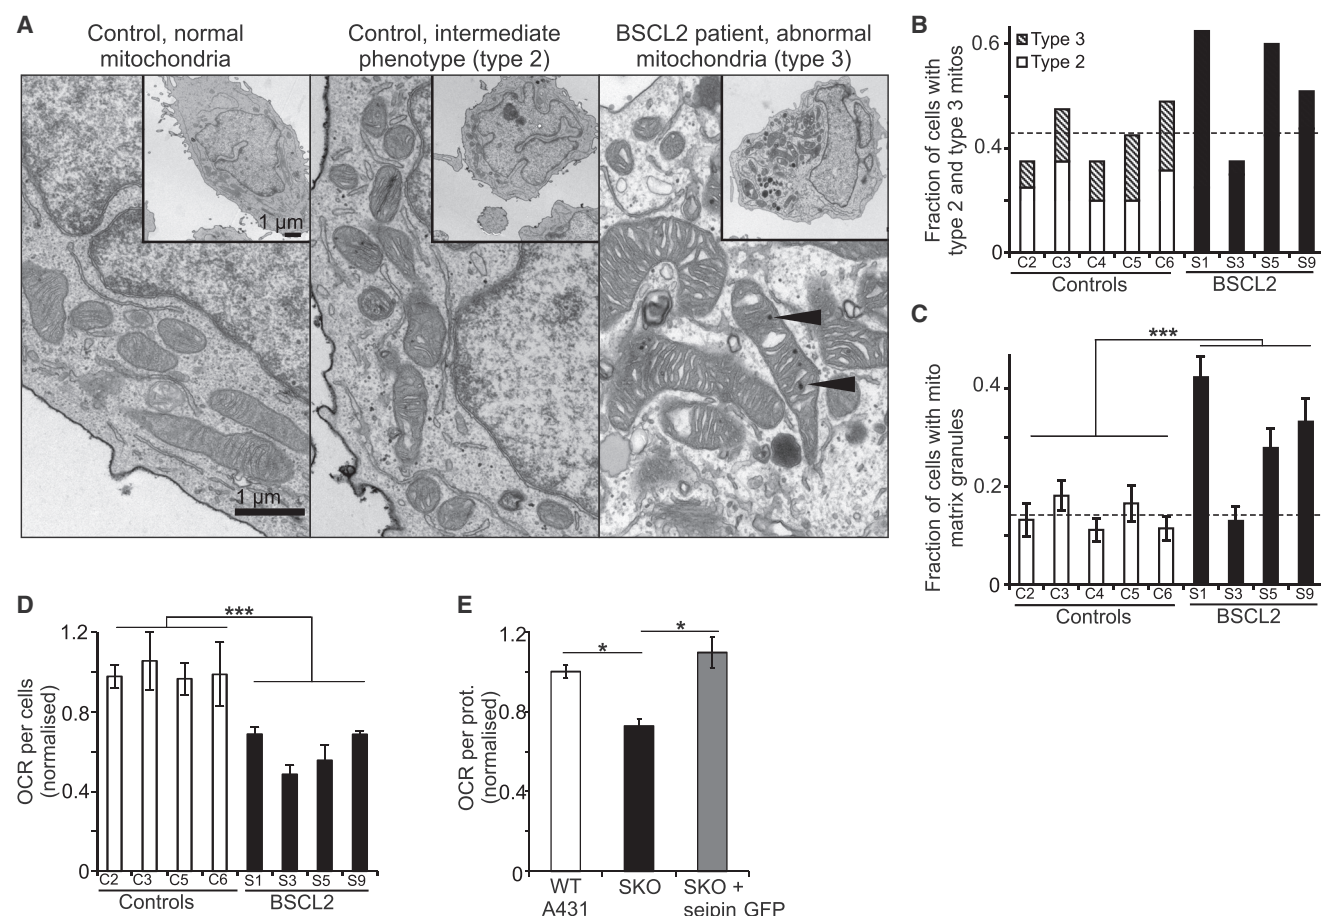 A
Control, normal
mitochondria
Control, intermediate
phenotype (type 2)
BSCL2 patient, abnormal
mitochondria (type 3)
1 µm
1 µm
B
Fraction of cells with
type 2 and type 3 mitos
0.6
0.4
0
Type 3
Type 2
C2 C3 C4 C5 C6 S1 S3 S5 S9
Controls BSCL2
C
Fraction of cells with mito
matrix granules
***
0.4
0.2
0
C2 C3 C4 C5 C6 S1 S3 S5 S9
Controls BSCL2
D
OCR per cells
(normalised)
***
1.2
0.8
0.4
0
C2 C3 C5 C6 S1 S3 S5 S9
Controls BSCL2
E
OCR per prot.
(normalised)
*
*
1.2
0.8
0.4
0
WT SKO SKO +
A431 seipin GFP